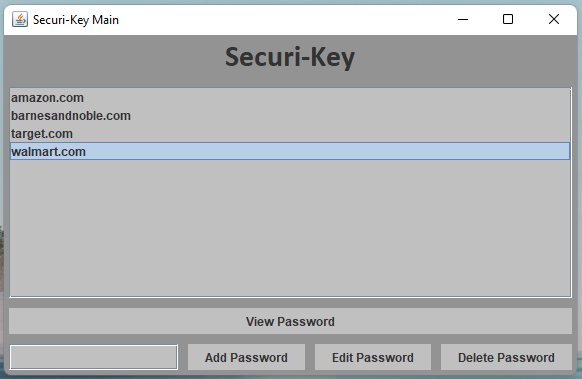 Securi-Key Main
Securi-Key
amazon.com
barnesandnoble.com
target.com
walmart.com
View Password
Add Password Edit Password Delete Password